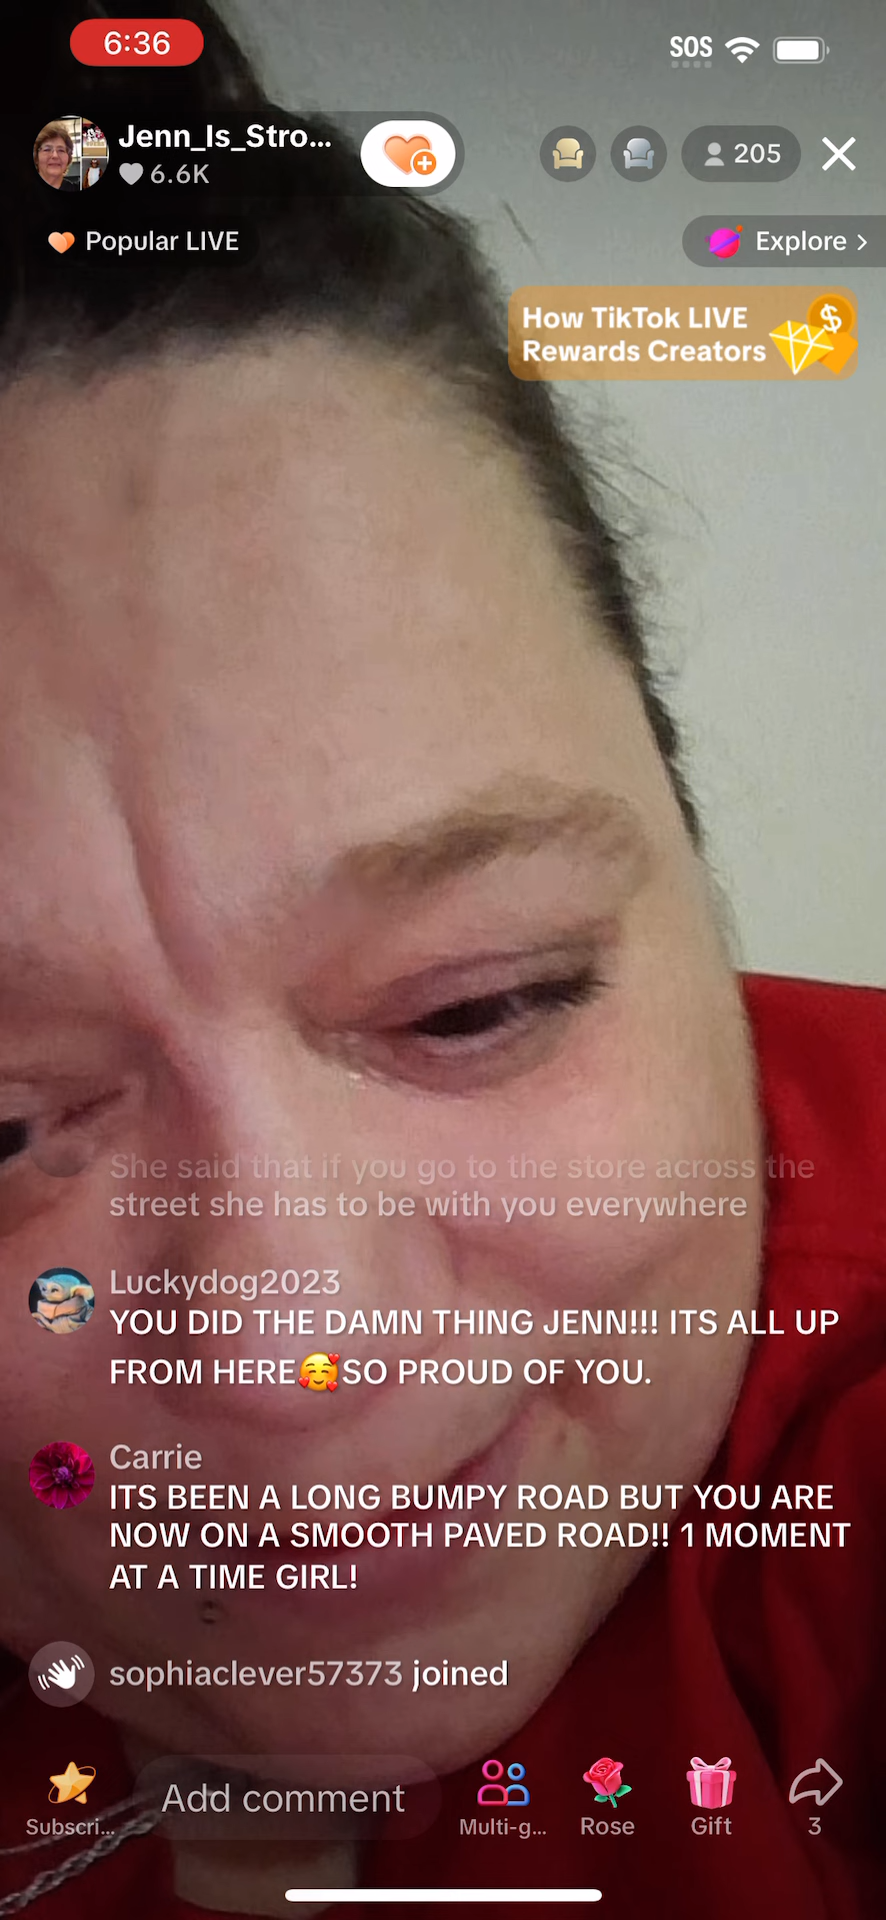 6:36
SOS
Jenn_Is_Stro...
6.6K
205
Popular LIVE
Explore >
How TikTok LIVE
Rewards Creators
$
She said that if you go to the store across the
street she has to be with you everywhere
Luckydog2023
YOU DID THE DAMN THING JENN!!! ITS ALL UP
FROM HERE🥰SO PROUD OF YOU.
Carrie
ITS BEEN A LONG BUMPY ROAD BUT YOU ARE
NOW ON A SMOOTH PAVED ROAD!! 1 MOMENT
AT A TIME GIRL!
sophiaclever57373 joined
Add comment
Subscri...
Multi-g...
Rose
Gift
3